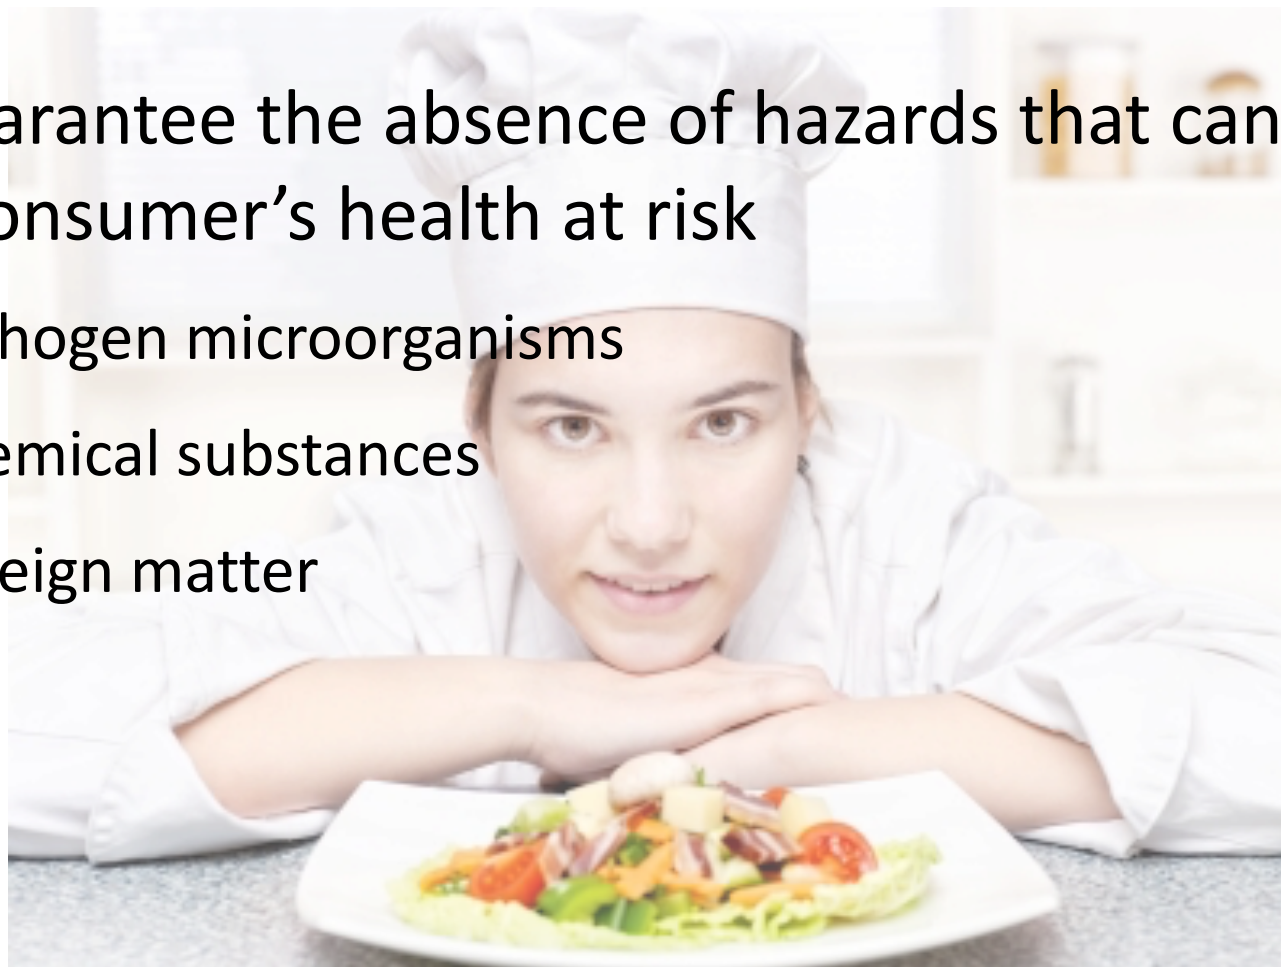 arantee the absence of hazards that can
onsumer’s health at risk
hogen microorganisms
emical substances
eign matter